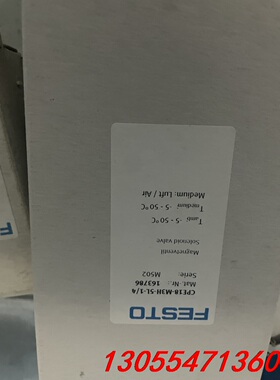 FESTO
CPE18-M3H-5L-1/4
Mat. Nr.: 163786
Serie: M502
Magnetventil
Solenoid valve
Tamb -5 - 50°C
Tmedium -5 - 50°C
Medium: Luft / Air
13055471360